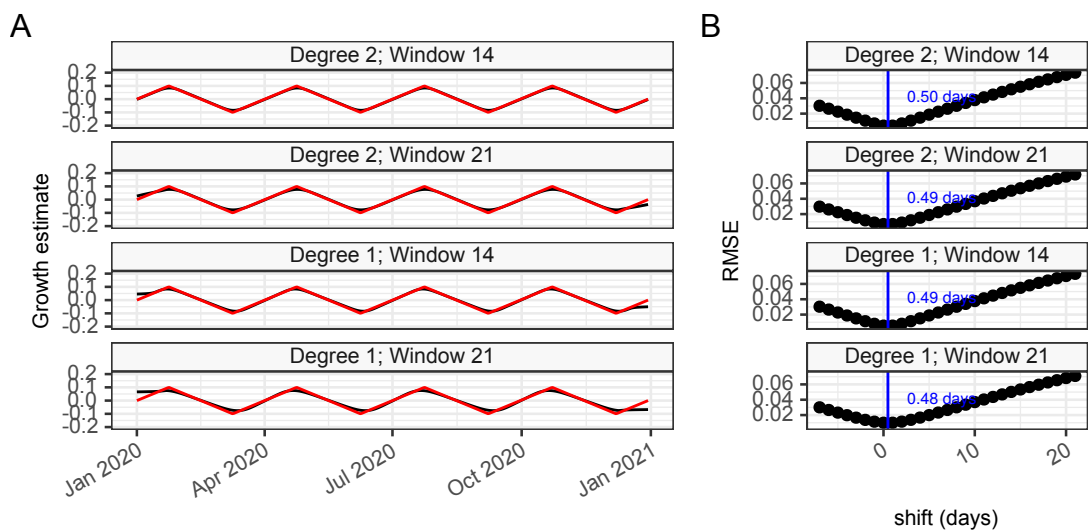 A
Degree 2; Window 14
0.2
0.1
0.0
-0.1
-0.2
Degree 2; Window 21
0.2
0.1
0.0
-0.1
-0.2
Degree 1; Window 14
0.2
0.1
0.0
-0.1
-0.2
Degree 1; Window 21
0.2
0.1
0.0
-0.1
-0.2
Growth estimate
Jan 2020
Apr 2020
Jul 2020
Oct 2020
Jan 2021
B
Degree 2; Window 14
0.06
0.04
0.02
0.50 days
Degree 2; Window 21
0.06
0.04
0.02
0.49 days
Degree 1; Window 14
0.06
0.04
0.02
0.49 days
Degree 1; Window 21
0.06
0.04
0.02
0.48 days
RMSE
0
10
20
shift (days)